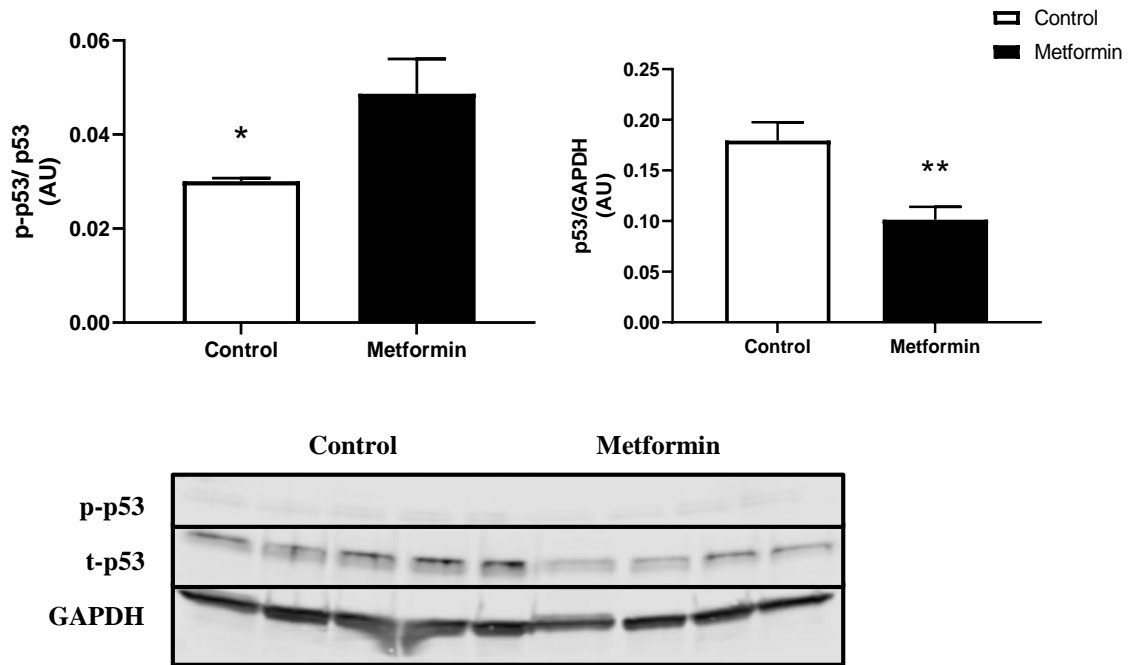 Control
Metformin
0.06
0.04
0.02
0.00
p-p53/ p53
(AU)
*
Control
Metformin
0.25
0.20
0.15
0.10
0.05
0.00
p53/GAPDH
(AU)
**
Control
Metformin
Control
Metformin
p-p53
t-p53
GAPDH